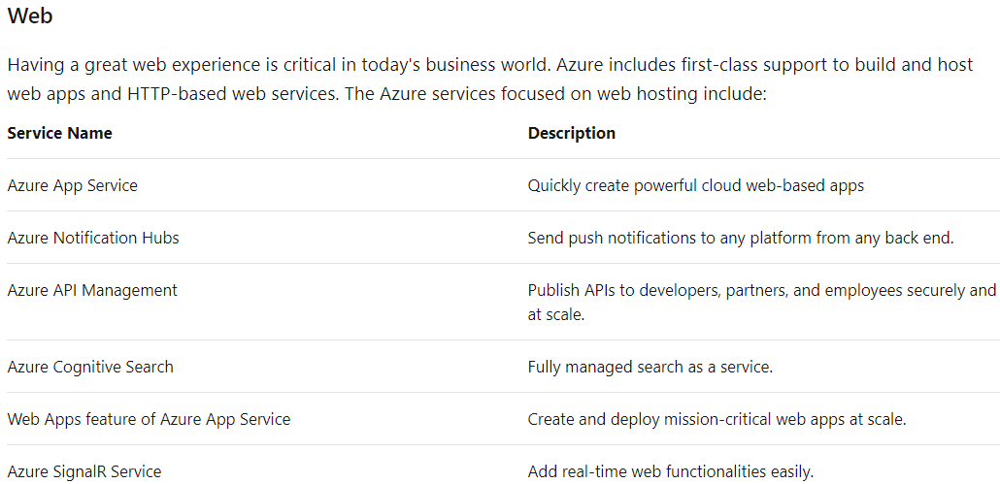 Web
Having a great web experience is critical in today's business world. Azure includes first-class support to build and host
web apps and HTTP-based web services. The Azure services focused on web hosting include:
Service Name Description
Azure App Service Quickly create powerful cloud web-based apps
Azure Notification Hubs Send push notifications to any platform from any back end.
Azure API Management Publish APIs to developers, partners, and employees securely and
at scale.
Azure Cognitive Search Fully managed search as a service.
Web Apps feature of Azure App Service Create and deploy mission-critical web apps at scale.
Azure SignalR Service Add real-time web functionalities easily.